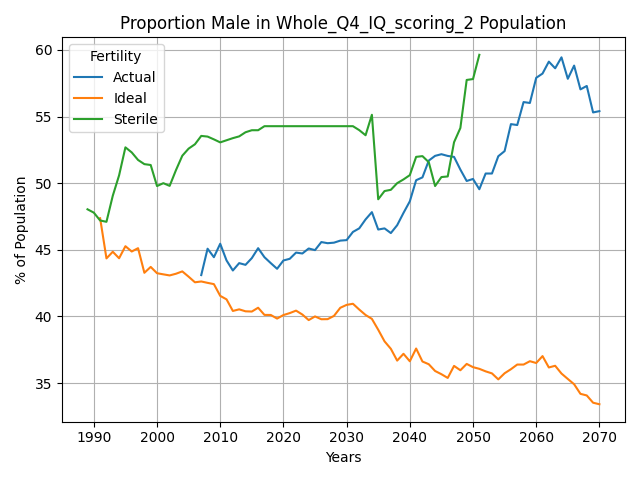 Proportion Male in Whole_Q4_IQ_scoring_2 Population
Fertility
Actual
Ideal
Sterile
% of Population
60
55
50
45
40
35
1990 2000 2010 2020 2030 2040 2050 2060 2070
Years